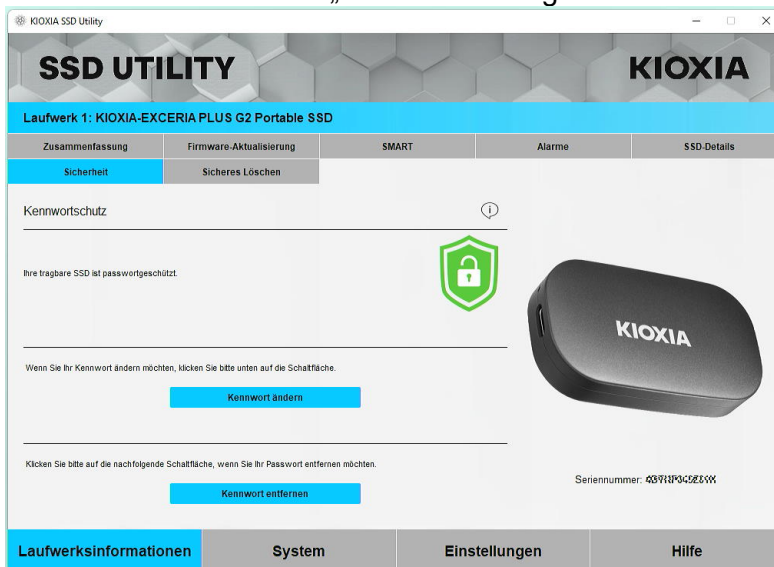 KIOXIA SSD Utility
SSD UTILITY
KIOXIA
Laufwerk 1: KIOXIA-EXCERIA PLUS G2 Portable SSD
Zusammenfassung
Firmware-Aktualisierung
SMART
Alarme
SSD-Details
Sicherheit
Sicheres Löschen
Kennwortschutz
Ihre tragbare SSD ist passwortgeschützt.
KIOXIA
Wenn Sie Ihr Kennwort ändern möchten, klicken Sie bitte unten auf die Schaltfläche.
Kennwort ändern
Klicken Sie bitte auf die nachfolgende Schaltfläche, wenn Sie Ihr Passwort entfernen möchten.
Kennwort entfernen
Seriennummer:
Laufwerksinformationen
System
Einstellungen
Hilfe